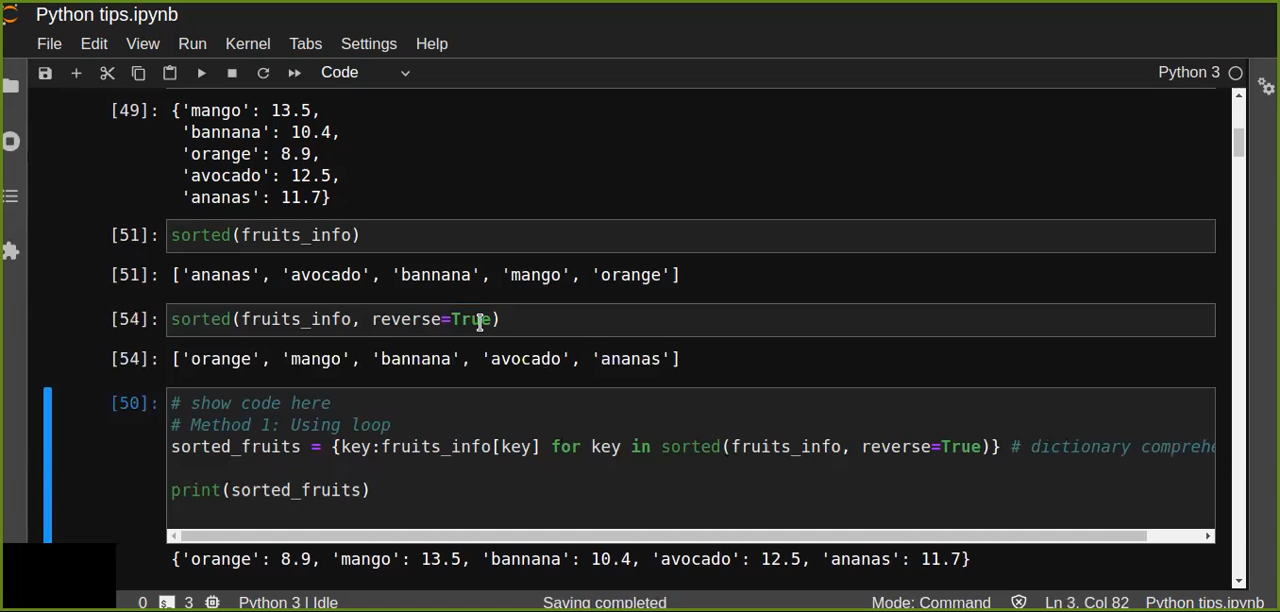 Python tips.ipynb
File Edit View Run Kernel Tabs Settings Help
Code Python 3
[49]: {'mango': 13.5,
'bannana': 10.4,
'orange': 8.9,
'avocado': 12.5,
'ananas': 11.7}
[51]: sorted(fruits_info)
[51]: ['ananas', 'avocado', 'bannana', 'mango', 'orange']
[54]: sorted(fruits_info, reverse=True)
[54]: ['orange', 'mango', 'bannana', 'avocado', 'ananas']
[50]: # show code here
# Method 1: Using loop
sorted_fruits = {key:fruits_info[key] for key in sorted(fruits_info, reverse=True)} # dictionary comprehe
print(sorted_fruits)
{'orange': 8.9, 'mango': 13.5, 'bannana': 10.4, 'avocado': 12.5, 'ananas': 11.7}
0 3 Python 3 | Idle Saving completed Mode: Command Ln 3, Col 82 Python tips.ipynb